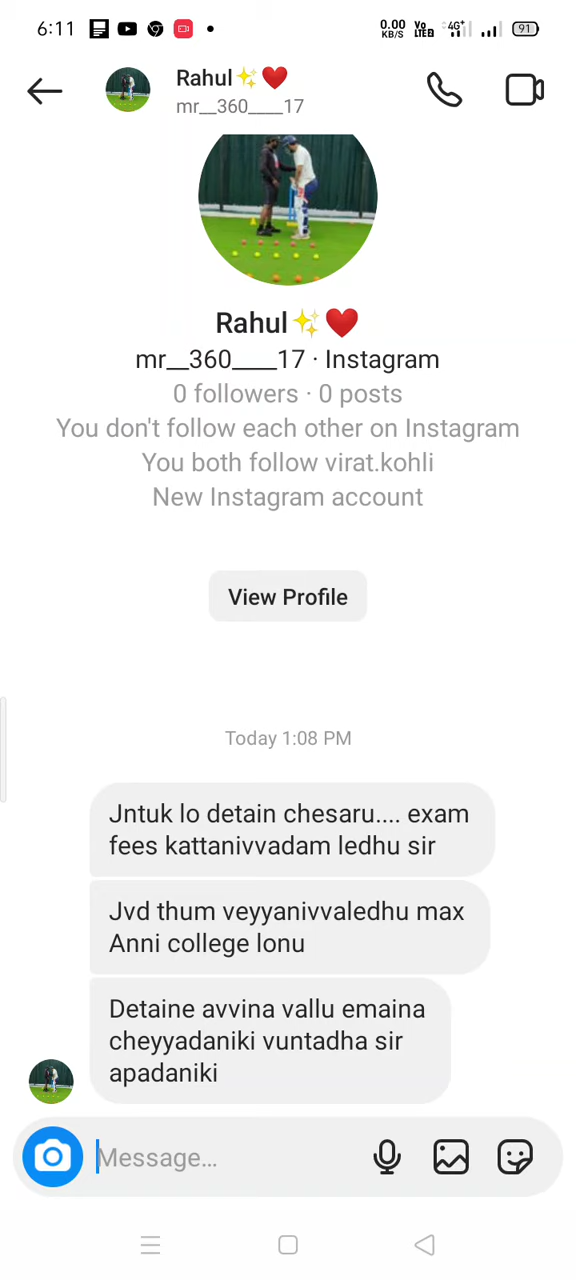 6:11
0.00 KB/S Vo LTE2 4G+ 91
Rahul✨❤️
mr__360____17
Rahul✨❤️
mr__360____17 · Instagram
0 followers · 0 posts
You don't follow each other on Instagram
You both follow virat.kohli
New Instagram account
View Profile
Today 1:08 PM
Jntuk lo detain chesaru.... exam
fees kattanivvadam ledhu sir
Jvd thum veyyanivvaledhu max
Anni college lonu
Detaine avvina vallu emaina
cheyyadaniki vuntadha sir
apadaniki
Message...